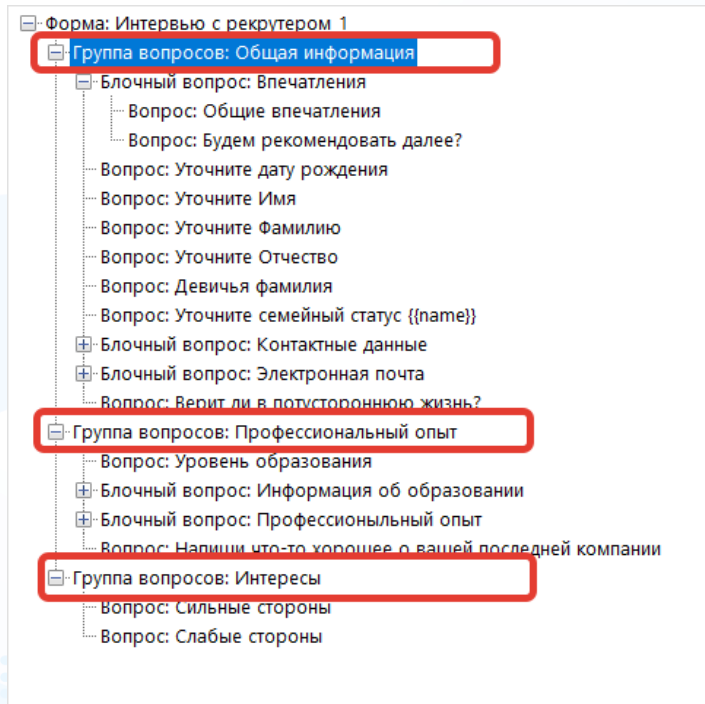 Форма: Интервью с рекрутером 1
Группа вопросов: Общая информация
Блочный вопрос: Впечатления
Вопрос: Общие впечатления
Вопрос: Будем рекомендовать далее?
Вопрос: Уточните дату рождения
Вопрос: Уточните Имя
Вопрос: Уточните Фамилию
Вопрос: Уточните Отчество
Вопрос: Девичья фамилия
Вопрос: Уточните семейный статус {{name}}
Блочный вопрос: Контактные данные
Блочный вопрос: Электронная почта
Вопрос: Верит ли в потустороннюю жизнь?
Группа вопросов: Профессиональный опыт
Вопрос: Уровень образования
Блочный вопрос: Информация об образовании
Блочный вопрос: Профессионыльный опыт
Вопрос: Напиши что-то хорошее о вашей последней компании
Группа вопросов: Интересы
Вопрос: Сильные стороны
Вопрос: Слабые стороны